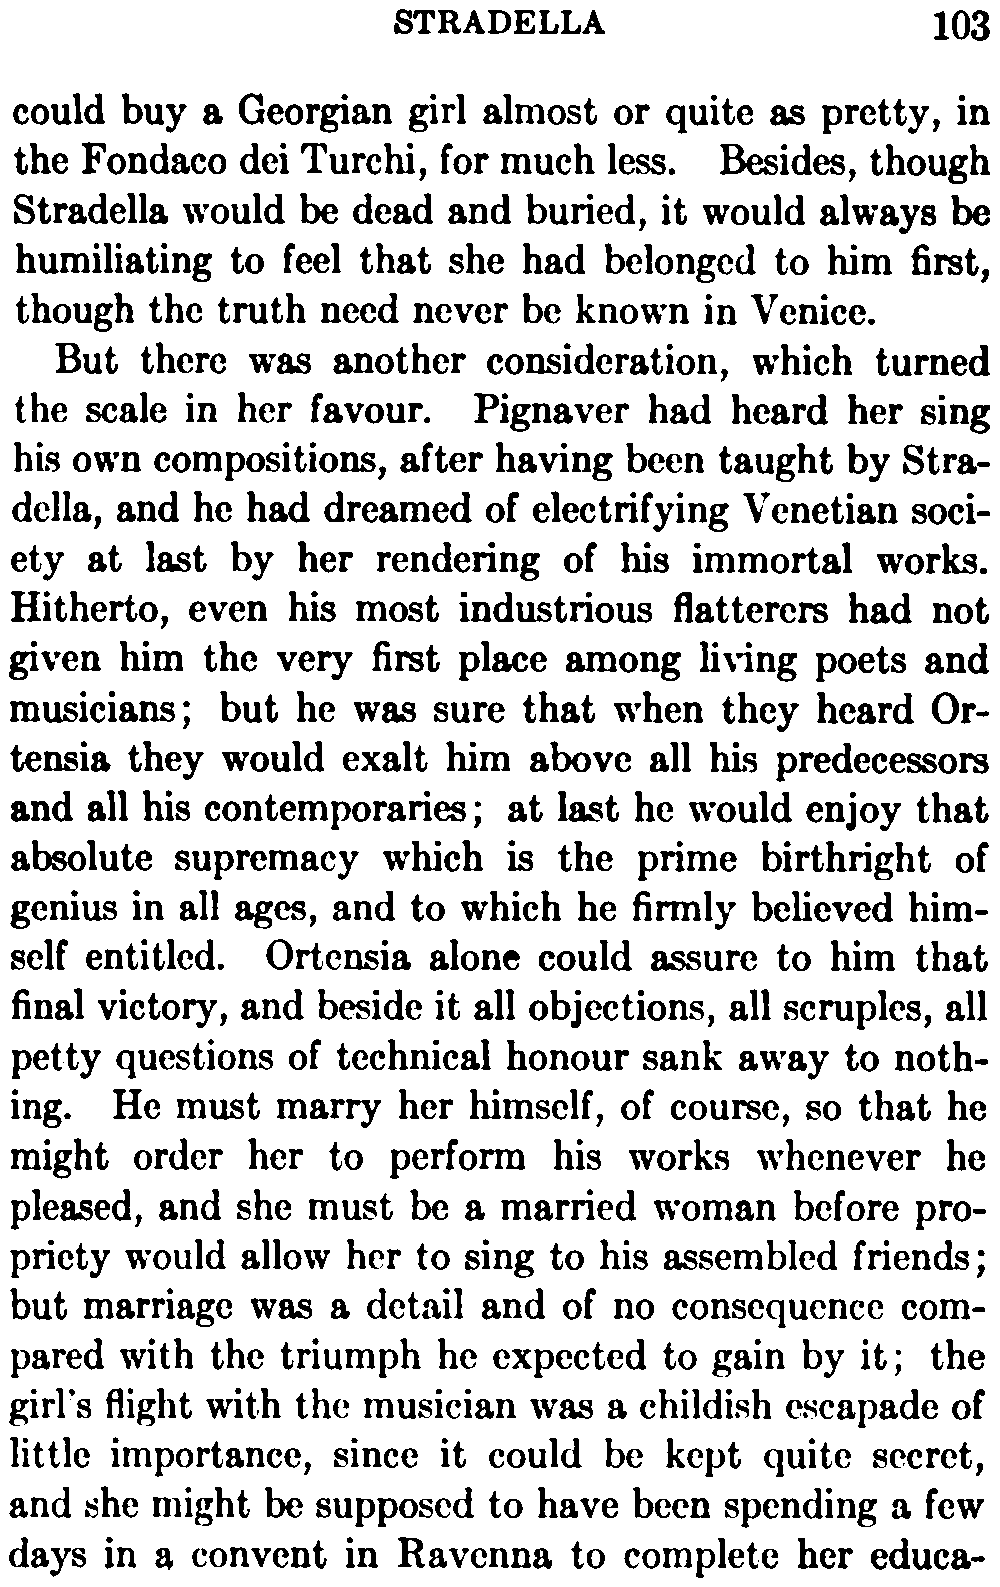 STRADELLA 103
could buy a Georgian girl almost or quite as pretty, in
the Fondaco dei Turchi, for much less. Besides, though
Stradella would be dead and buried, it would always be
humiliating to feel that she had belonged to him first,
though the truth need never be known in Venice.
But there was another consideration, which turned
the scale in her favour. Pignaver had heard her sing
his own compositions, after having been taught by Stra-
della, and he had dreamed of electrifying Venetian soci-
ety at last by her rendering of his immortal works.
Hitherto, even his most industrious flatterers had not
given him the very first place among living poets and
musicians; but he was sure that when they heard Or-
tensia they would exalt him above all his predecessors
and all his contemporaries; at last he would enjoy that
absolute supremacy which is the prime birthright of
genius in all ages, and to which he firmly believed him-
self entitled. Ortensia alone could assure to him that
final victory, and beside it all objections, all scruples, all
petty questions of technical honour sank away to noth-
ing. He must marry her himself, of course, so that he
might order her to perform his works whenever he
pleased, and she must be a married woman before pro-
priety would allow her to sing to his assembled friends;
but marriage was a detail and of no consequence com-
pared with the triumph he expected to gain by it; the
girl's flight with the musician was a childish escapade of
little importance, since it could be kept quite secret,
and she might be supposed to have been spending a few
days in a convent in Ravenna to complete her educa-